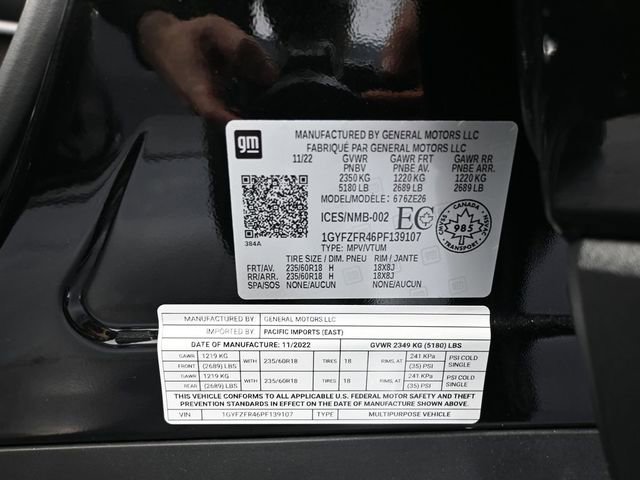 gm
MANUFACTURED BY GENERAL MOTORS LLC
FABRIQUÉ PAR GENERAL MOTORS LLC
11/22 GVWR GAWR FRT GAWR RR
PNBV PNBE AV. PNBE ARR.
2350 KG 1220 KG 1220 KG
5180 LB 2689 LB 2689 LB
MODEL/MODÈLE: 676ZE26
ICES/NMB-002 EC CANADA 985 NSVAC
384A
1GYFZFR46PF139107
TYPE: MPV/VTUM
TIRE SIZE / DIM. PNEU RIM / JANTE
FRT/AV. 235/60R18 H 18X8J
RR/ARR. 235/60R18 H 18X8J
SPA/SOS NONE/AUCUN NONE/AUCUN
MANUFACTURED BY GENERAL MOTORS LLC
IMPORTED BY PACIFIC IMPORTS (EAST)
DATE OF MANUFACTURE: 11/2022 GVWR 2349 KG (5180) LBS
GAWR FRONT 1219 KG (2689) LBS WITH 235/60R18 TIRES 18 RIMS, AT 241 KPa (35) PSI PSI COLD SINGLE
GAWR REAR 1219 KG (2689) LBS WITH 235/60R18 TIRES 18 RIMS, AT 241 KPa (35) PSI PSI COLD SINGLE
THIS VEHICLE CONFORMS TO ALL APPLICABLE U.S. FEDERAL MOTOR SAFETY AND THEFT
PREVENTION STANDARDS IN EFFECT ON THE DATE OF MANUFACTURE SHOWN ABOVE
VIN 1GYFZFR46PF139107 TYPE MULTIPURPOSE VEHICLE